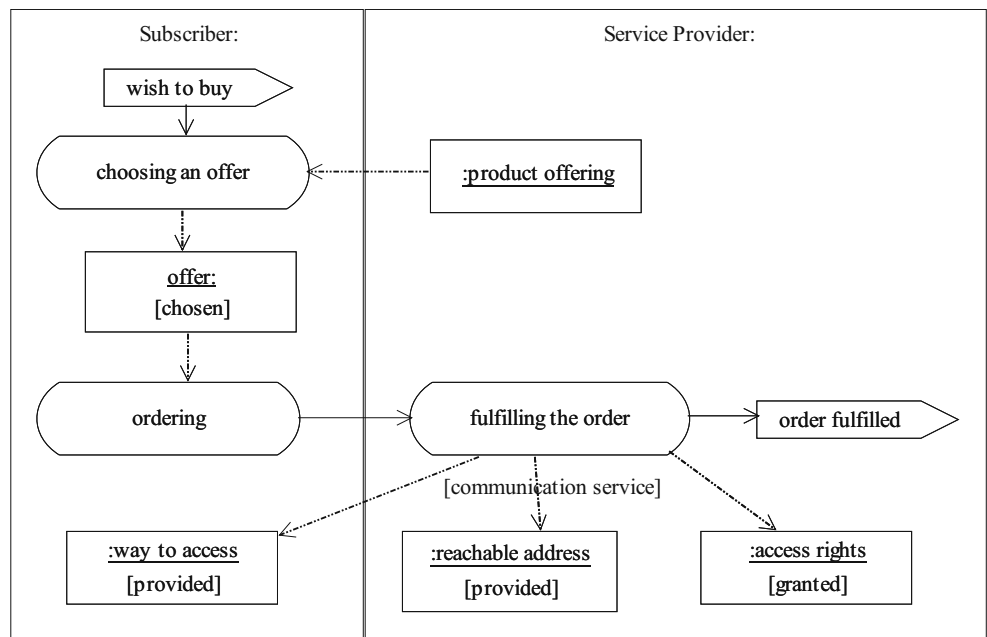 Subscriber:
Service Provider:
wish to buy
choosing an offer
:product offering
offer:
[chosen]
ordering
fulfilling the order
order fulfilled
[communication service]
:way to access
[provided]
:reachable address
[provided]
:access rights
[granted]